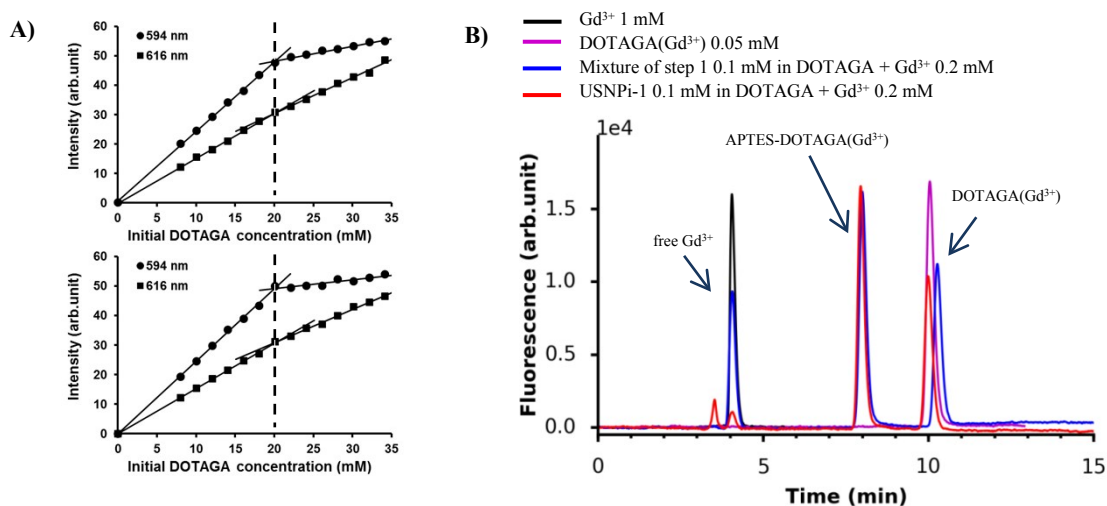 A)
594 nm
616 nm
Intensity (arb.unit)
60
50
40
30
20
10
0
0 5 10 15 20 25 30 35
Initial DOTAGA concentration (mM)
594 nm
616 nm
Intensity (arb.unit)
60
50
40
30
20
10
0
0 5 10 15 20 25 30 35
Initial DOTAGA concentration (mM)
B)
Gd³⁺ 1 mM
DOTAGA(Gd³⁺) 0.05 mM
Mixture of step 1 0.1 mM in DOTAGA + Gd³⁺ 0.2 mM
USNPi-1 0.1 mM in DOTAGA + Gd³⁺ 0.2 mM
1e4
APTES-DOTAGA(Gd³⁺)
DOTAGA(Gd³⁺)
free Gd³⁺
Fluorescence (arb.unit)
1.5
1.0
0.5
0.0
0 5 10 15
Time (min)